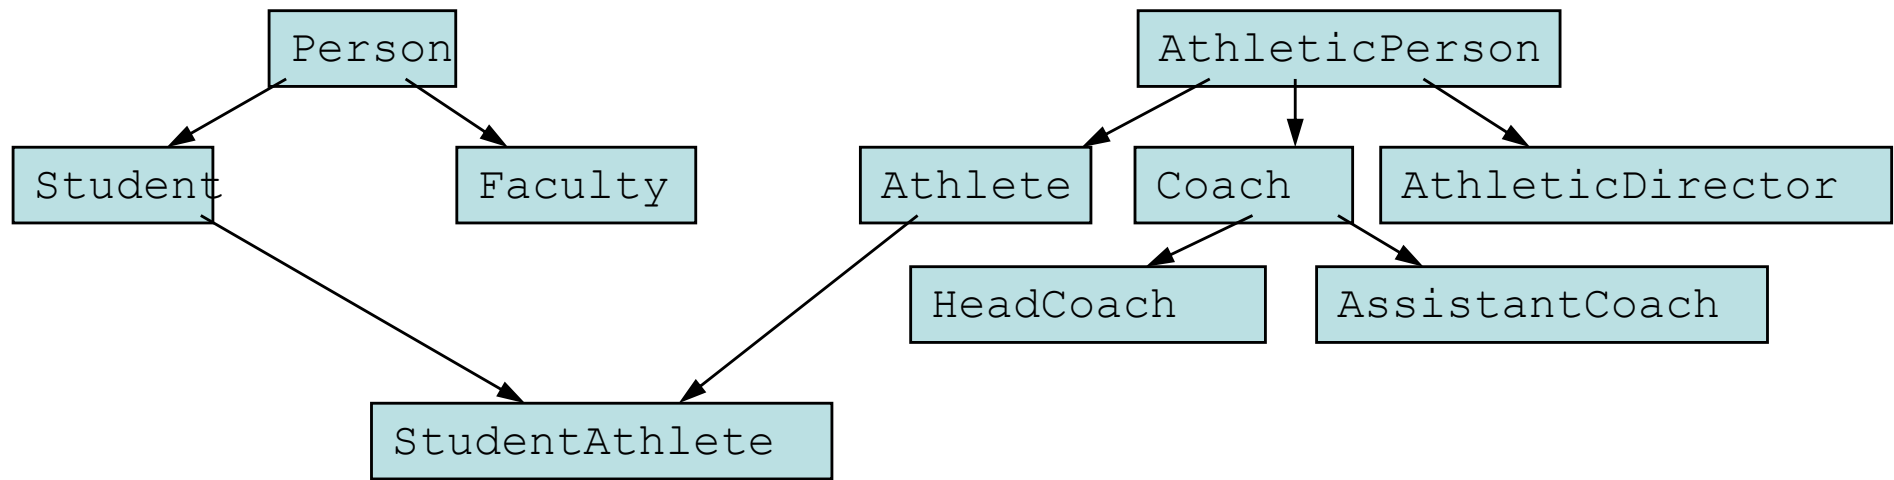 Person
AthleticPerson
Student
Faculty
Athlete
Coach
AthleticDirector
HeadCoach
AssistantCoach
StudentAthlete